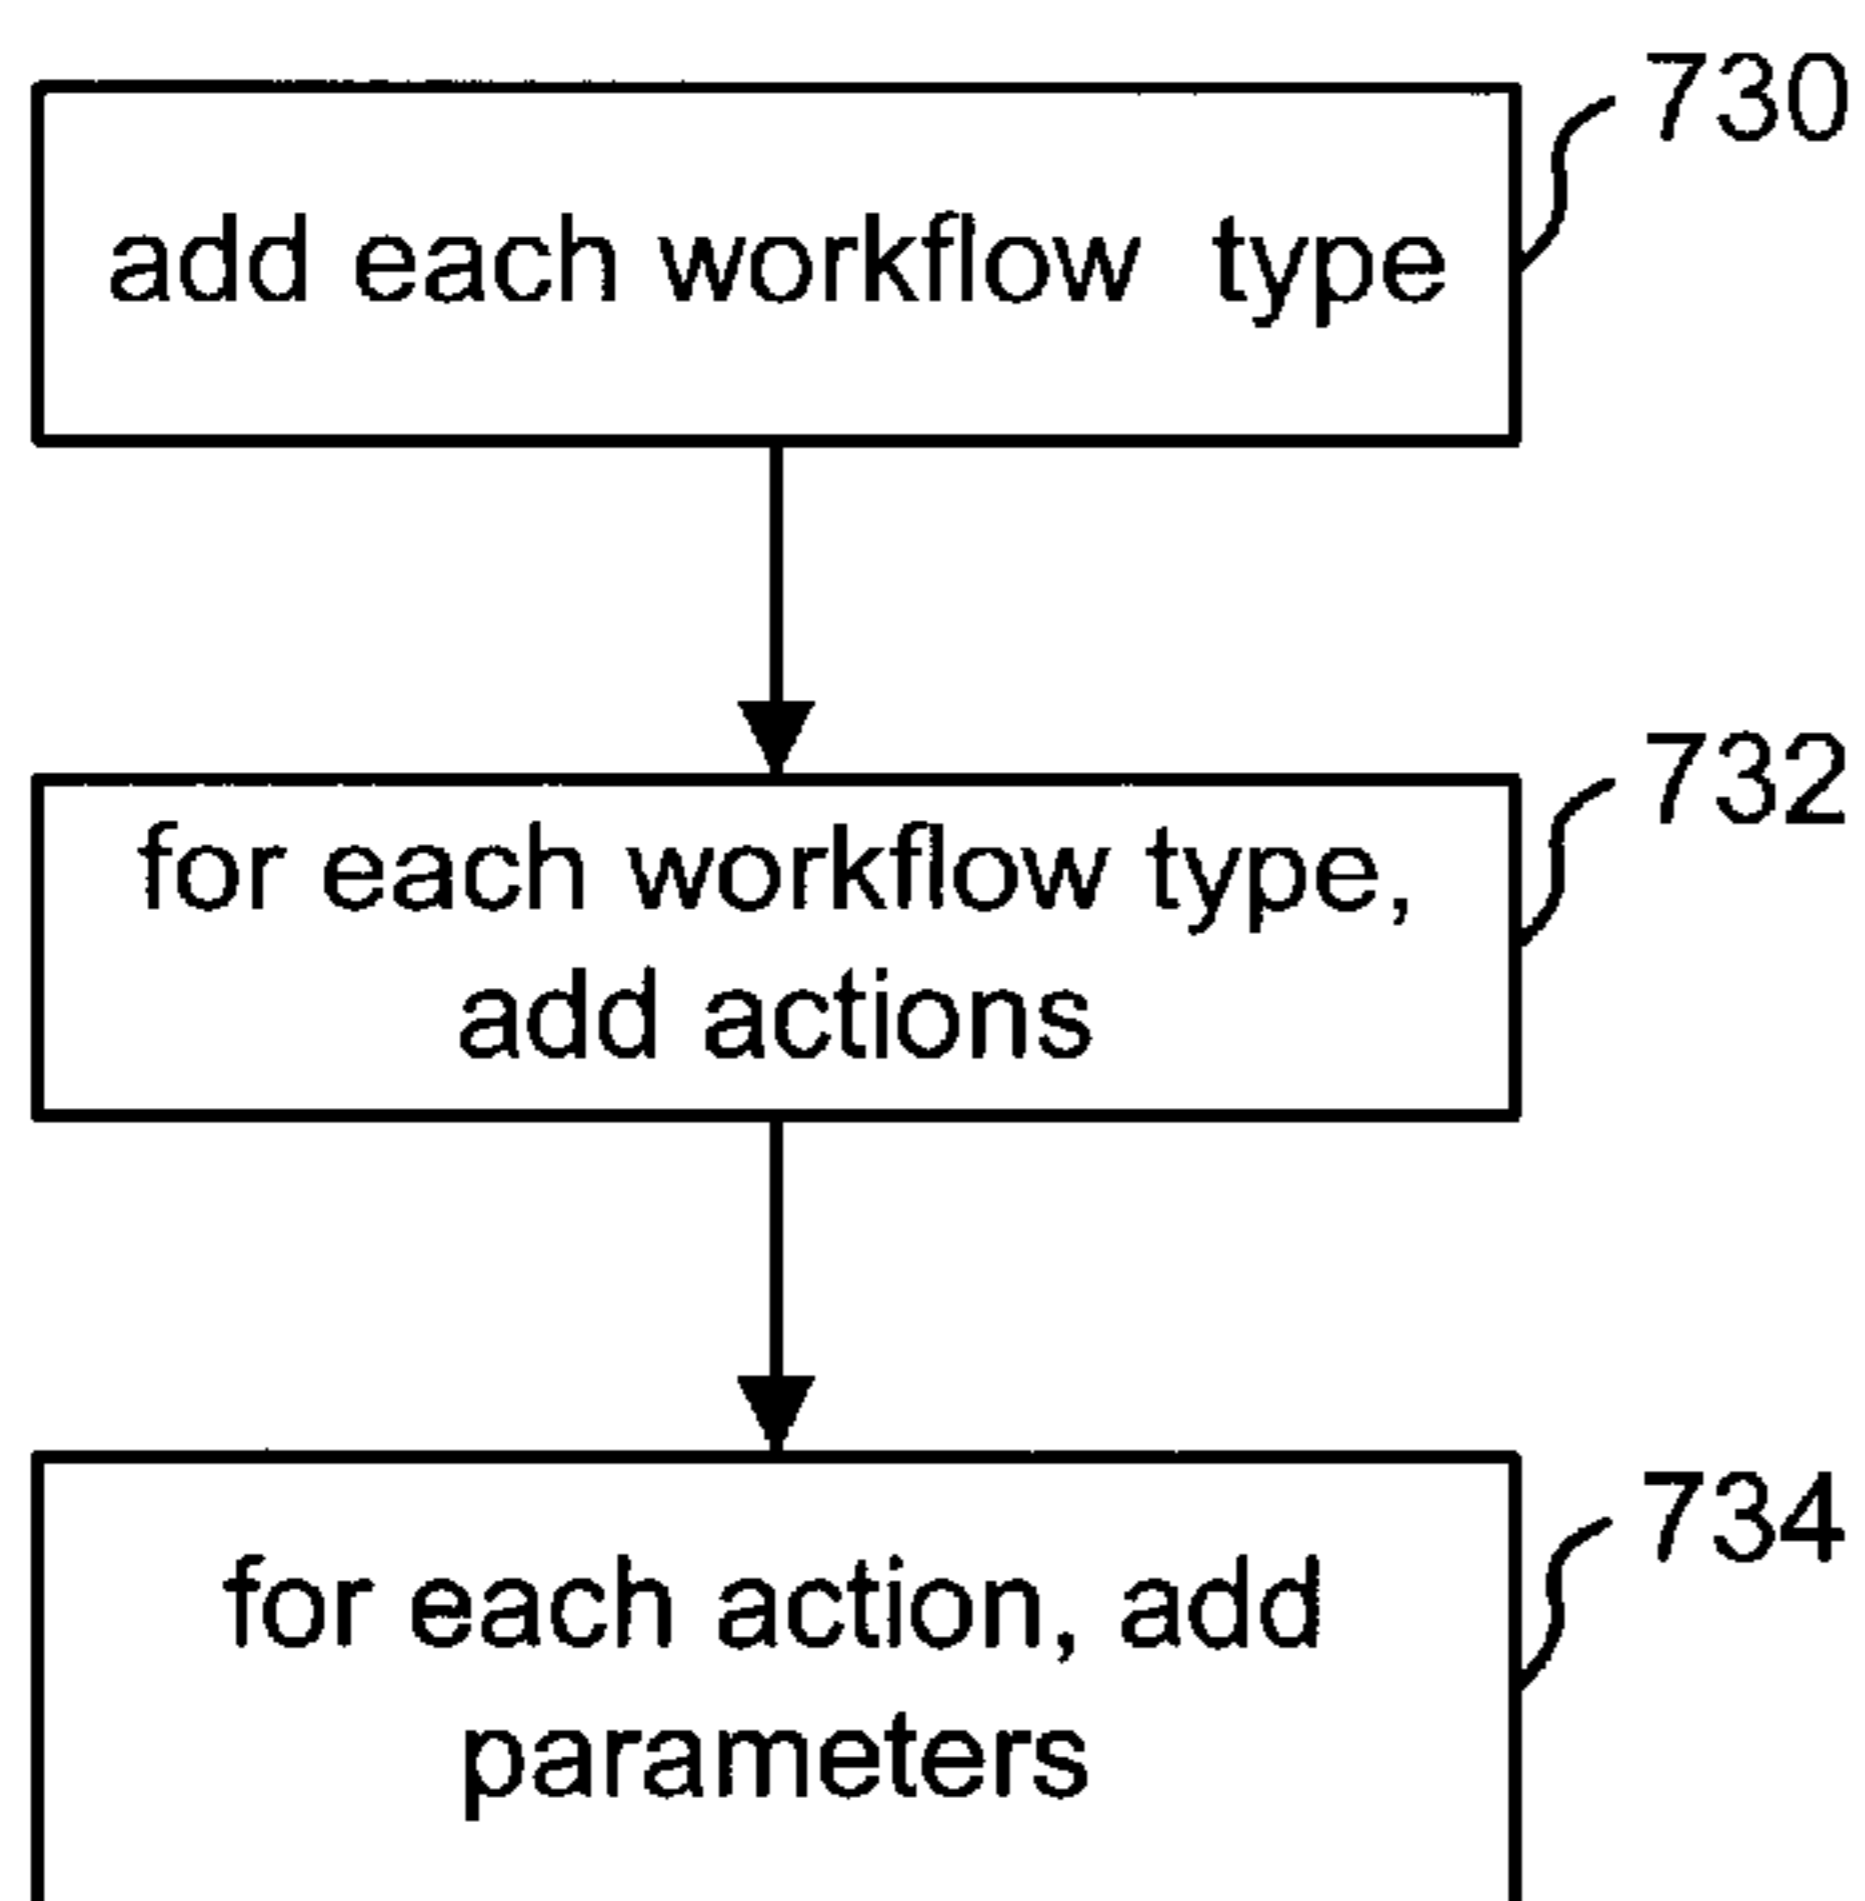 730
add each workflow type
732
for each workflow type,
add actions
734
for each action, add
parameters